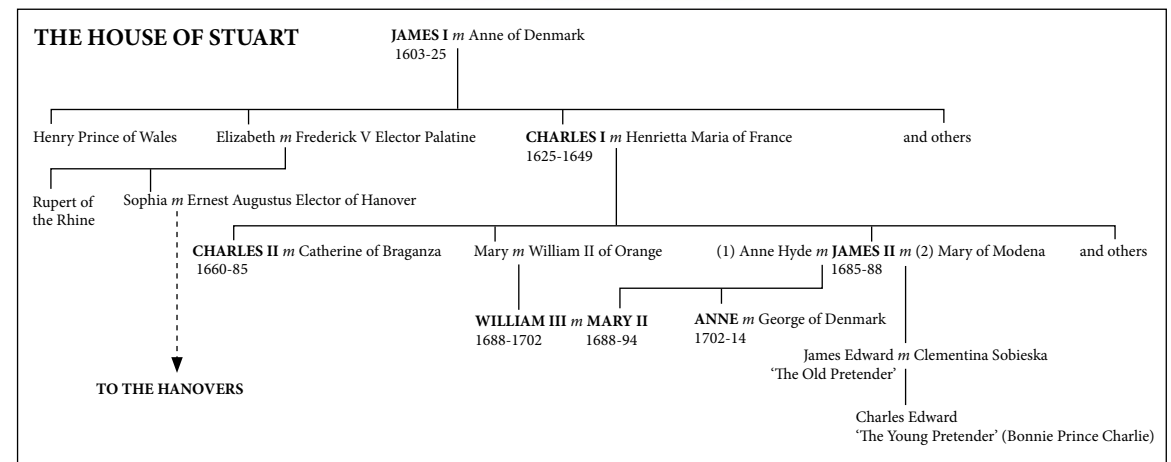 THE HOUSE OF STUART
JAMES I m Anne of Denmark
1603-25
Henry Prince of Wales
Elizabeth m Frederick V Elector Palatine
CHARLES I m Henrietta Maria of France
1625-1649
and others
Rupert of
the Rhine
Sophia m Ernest Augustus Elector of Hanover
CHARLES II m Catherine of Braganza
1660-85
Mary m William II of Orange
(1) Anne Hyde m JAMES II m (2) Mary of Modena
1685-88
and others
WILLIAM III m MARY II
1688-1702 1688-94
ANNE m George of Denmark
1702-14
James Edward m Clementina Sobieska
‘The Old Pretender’
TO THE HANOVERS
Charles Edward
‘The Young Pretender’ (Bonnie Prince Charlie)